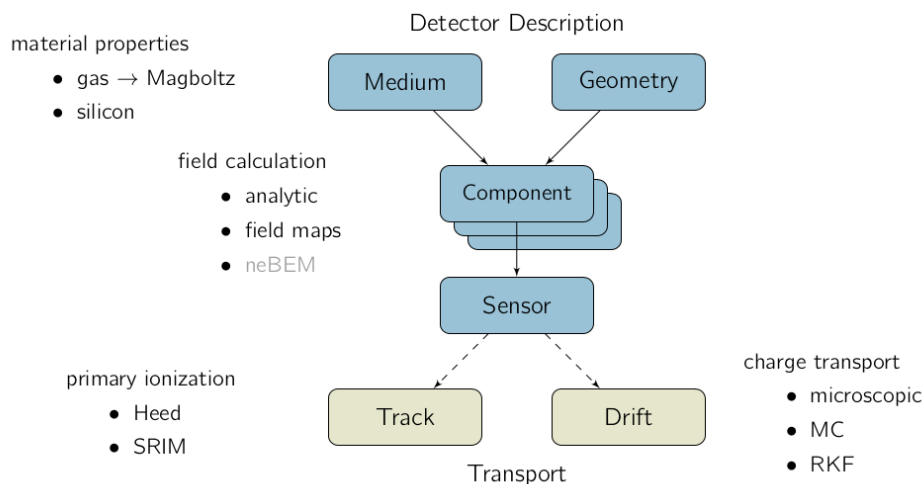 Detector Description
material properties
• gas → Magboltz
• silicon
Medium
Geometry
field calculation
• analytic
• field maps
• neBEM
Component
Sensor
primary ionization
• Heed
• SRIM
Track
Drift
charge transport
• microscopic
• MC
• RKF
Transport